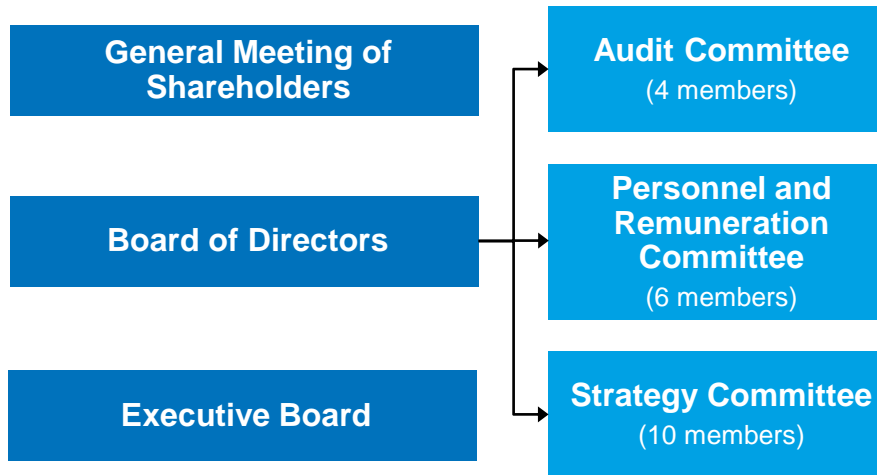 General Meeting of
Shareholders
Board of Directors
Executive Board
Audit Committee
(4 members)
Personnel and
Remuneration
Committee
(6 members)
Strategy Committee
(10 members)